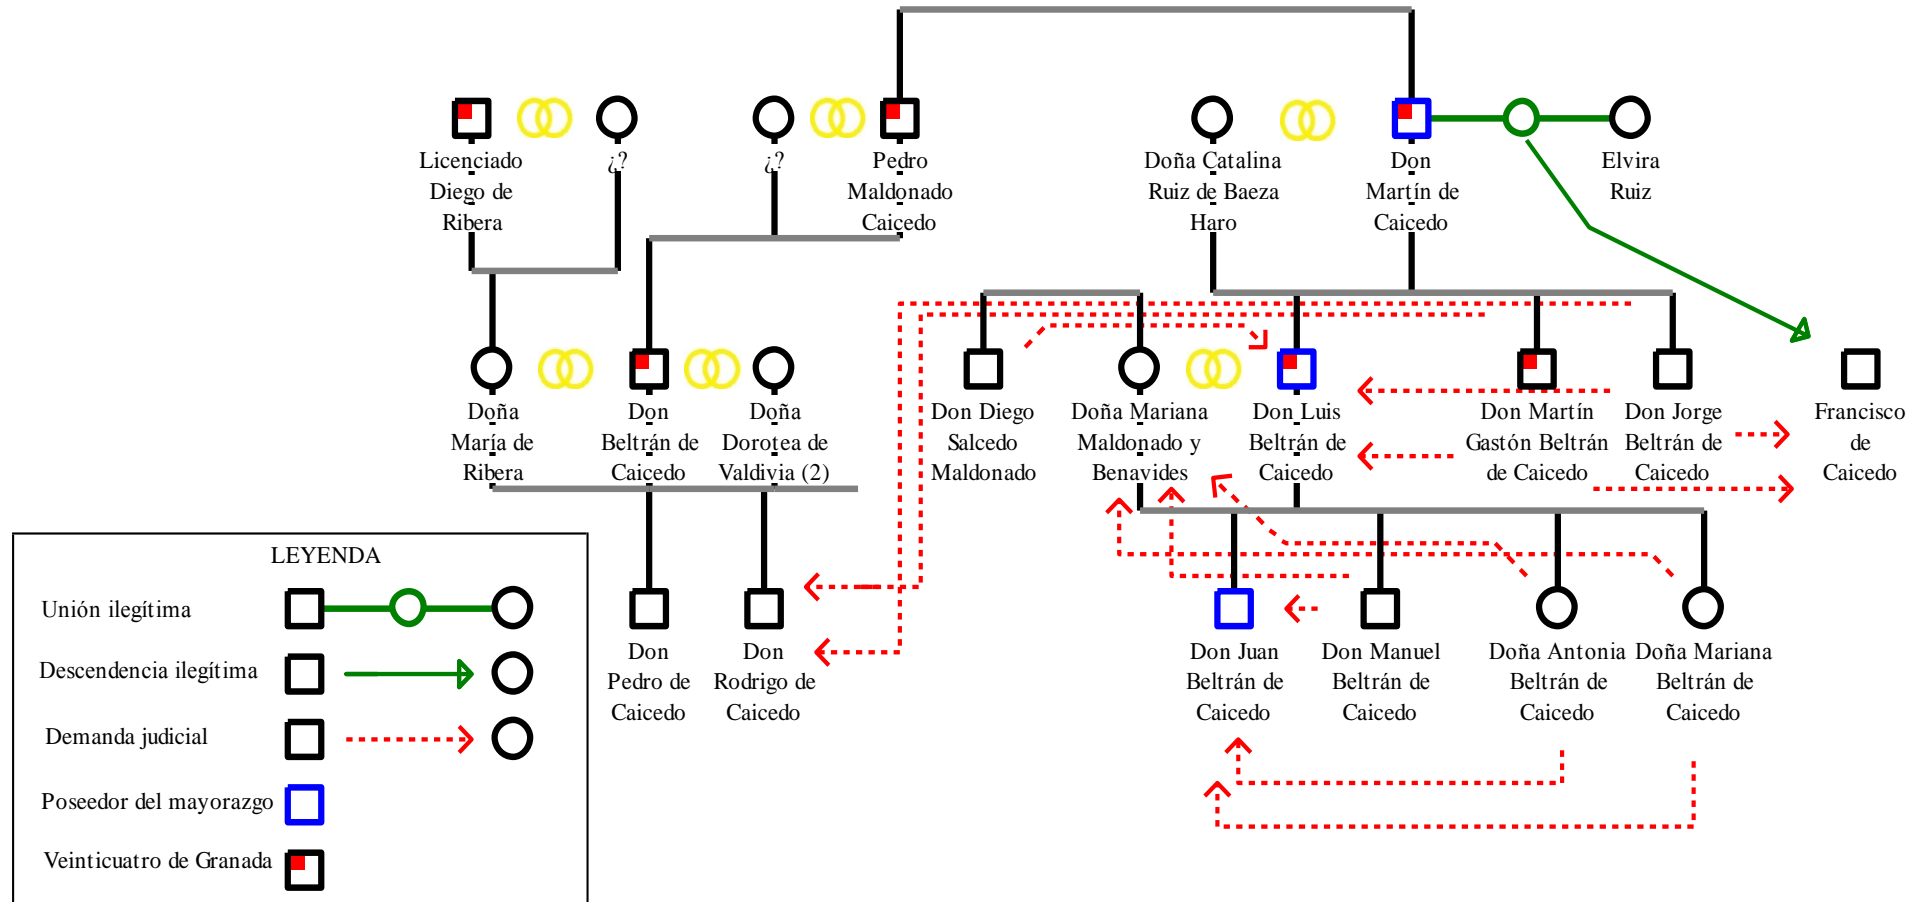 Licenciado
Diego de
Ribera
¿?
¿?
Pedro
Maldonado
Caicedo
Doña Catalina
Ruiz de Baeza
Haro
Don
Martín de
Caicedo
Elvira
Ruiz
Doña
María de
Ribera
Don
Beltrán de
Caicedo
Doña
Dorotea de
Valdivia (2)
Don Diego
Salcedo
Maldonado
Doña Mariana
Maldonado y
Benavides
Don Luis
Beltrán de
Caicedo
Don Martín
Gastón Beltrán
de Caicedo
Don Jorge
Beltrán de
Caicedo
Francisco
de
Caicedo
Don
Pedro de
Caicedo
Don
Rodrigo de
Caicedo
Don Juan
Beltrán de
Caicedo
Don Manuel
Beltrán de
Caicedo
Doña Antonia
Beltrán de
Caicedo
Doña Mariana
Beltrán de
Caicedo
LEYENDA
Unión ilegítima
Descendencia ilegítima
Demanda judicial
Poseedor del mayorazgo
Veinticuatro de Granada